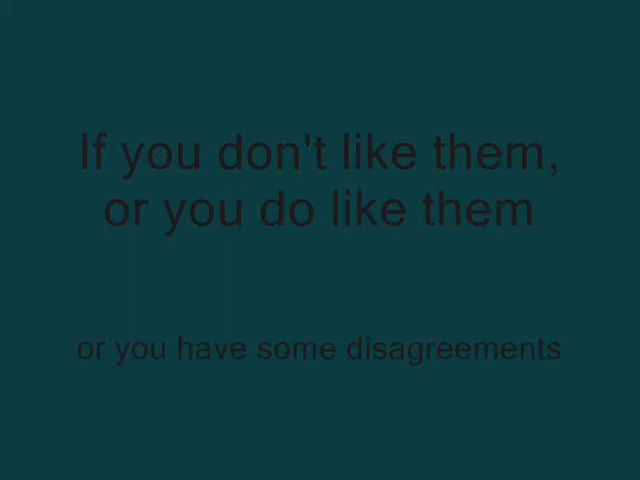 If you don't like them,
or you do like them
or you have some disagreements